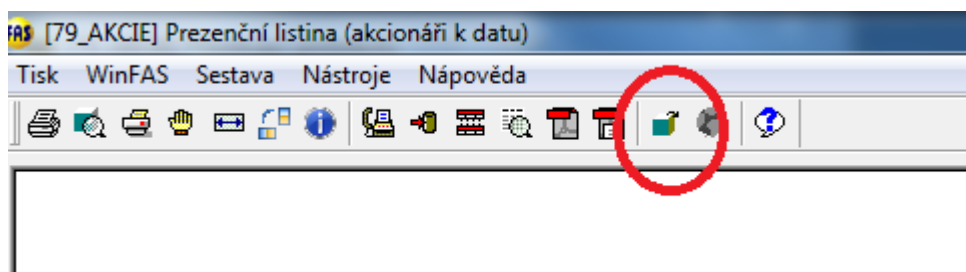 FAS [79_AKCIE] Prezenční listina (akcionáři k datu)
Tisk WinFAS Sestava Nástroje Nápověda